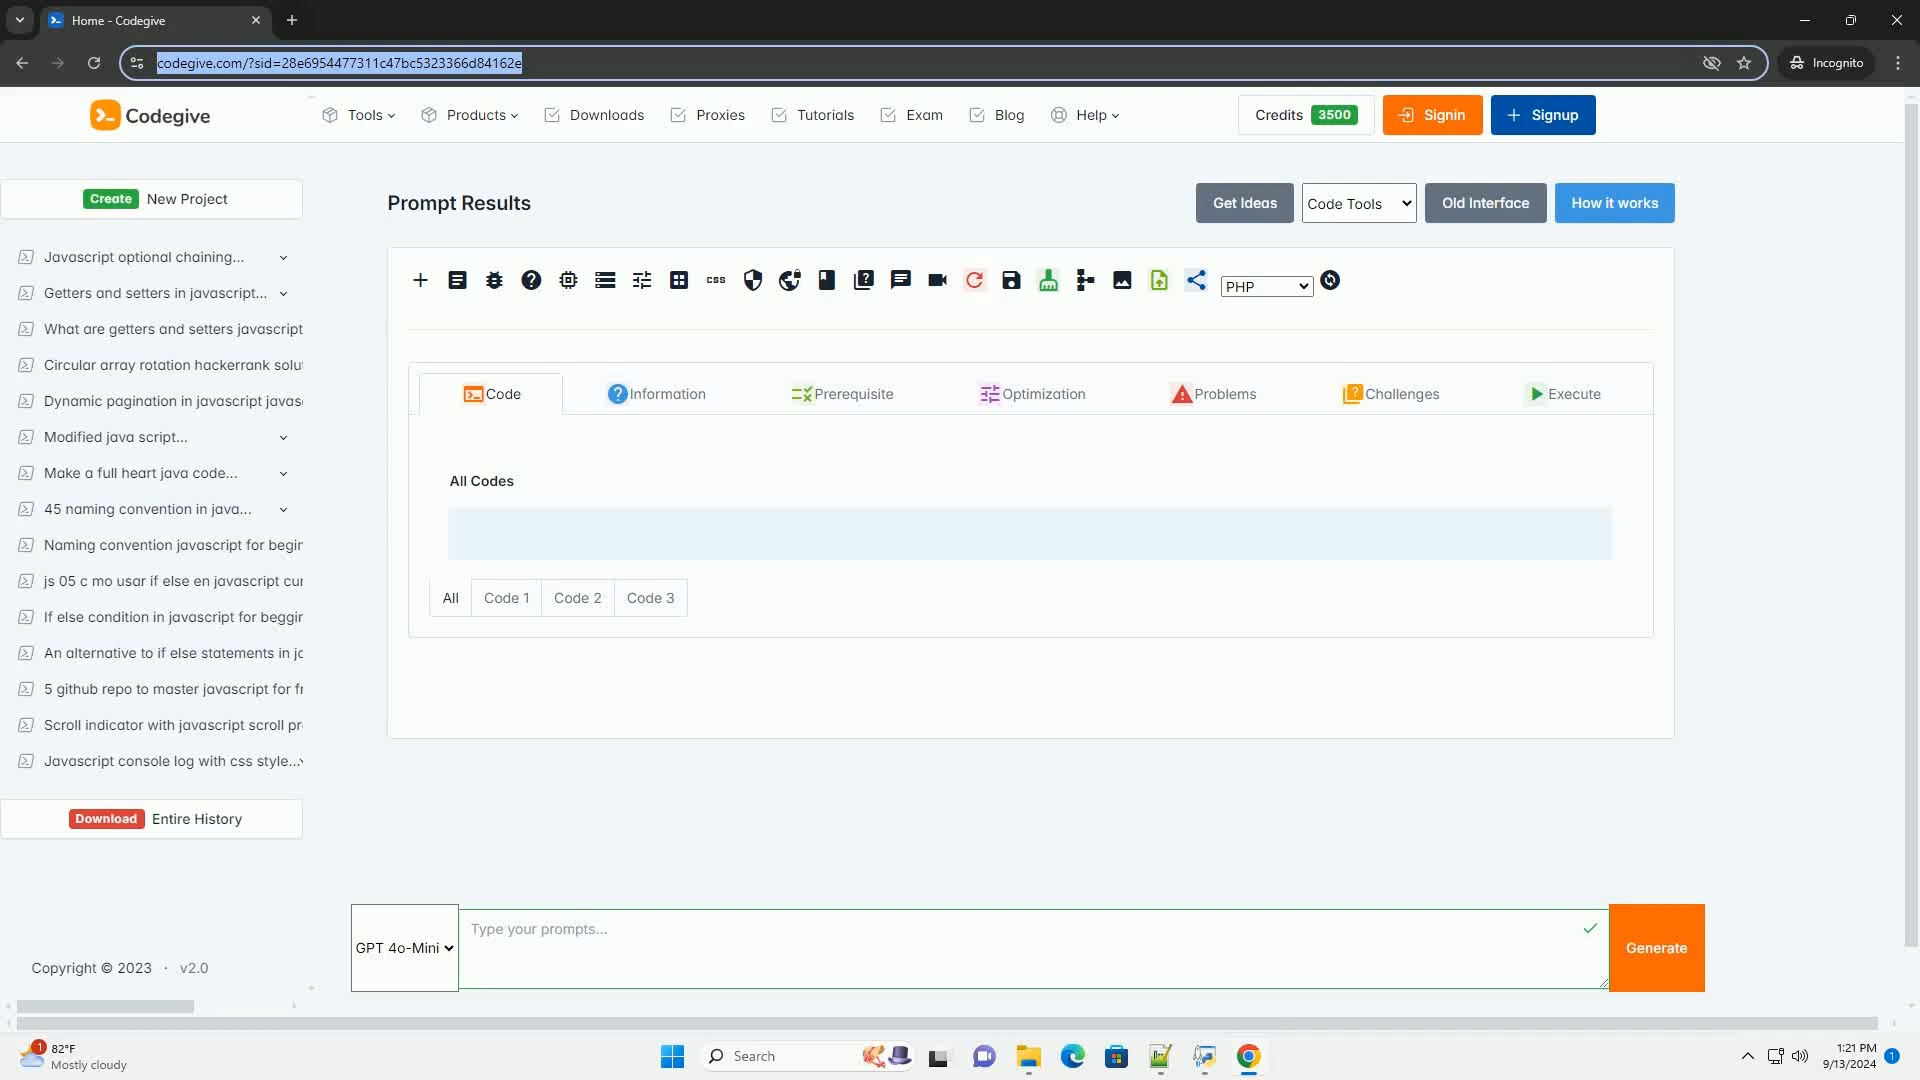 Home - Codegive
codegive.com/?sid=28e6954477311c47bc5323366d84162e
Incognito
Codegive
Tools
Products
Downloads
Proxies
Tutorials
Exam
Blog
Help
Credits 3500
Signin
Signup
Create New Project
Prompt Results
Get Ideas
Code Tools
Old Interface
How it works
Javascript optional chaining...
Getters and setters in javascript...
What are getters and setters javascript
Circular array rotation hackerrank solu
Dynamic pagination in javascript javas
Modified java script...
Make a full heart java code...
45 naming convention in java...
Naming convention javascript for begin
js 05 c mo usar if else en javascript cu
If else condition in javascript for beggin
An alternative to if else statements in ja
5 github repo to master javascript for f
Scroll indicator with javascript scroll pr
Javascript console log with css style...
Download Entire History
Copyright © 2023 · v2.0
css
PHP
Code
Information
Prerequisite
Optimization
Problems
Challenges
Execute
All Codes
All
Code 1
Code 2
Code 3
GPT 4o-Mini
Type your prompts...
Generate
1
82°F
Mostly cloudy
Search
1:21 PM
9/13/2024
1